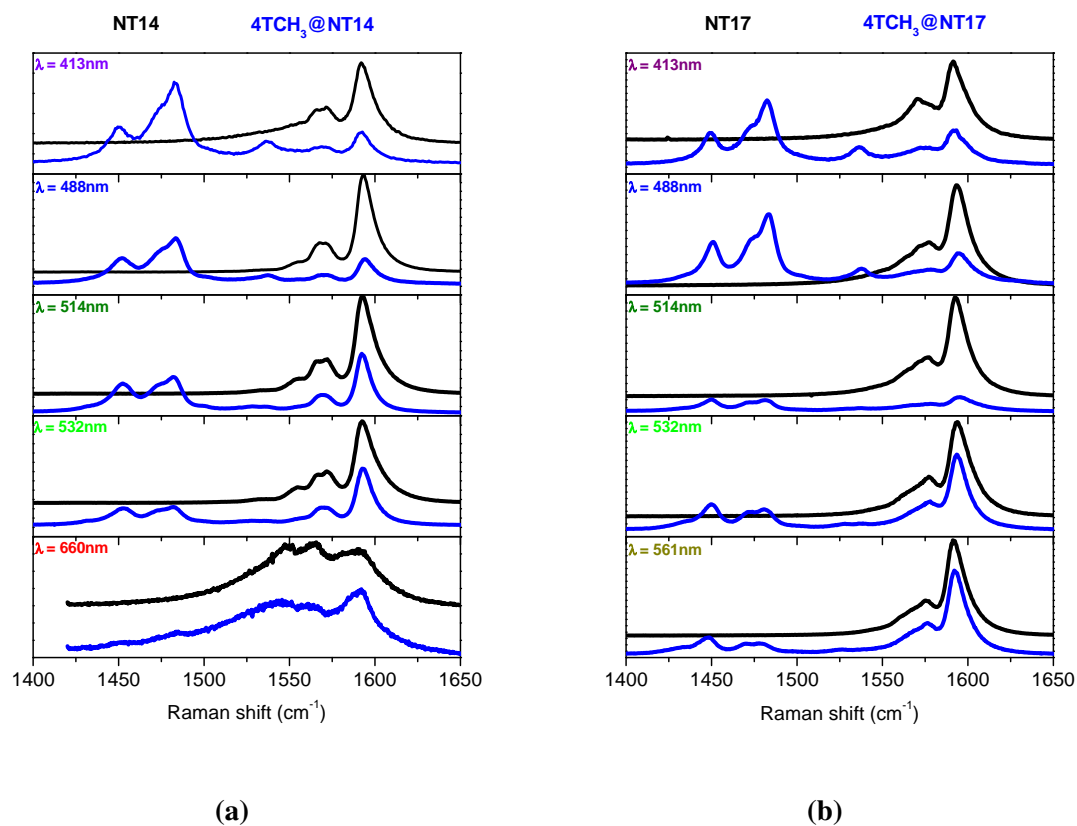 NT14 4TCH₃@NT14
λ = 413nm
λ = 488nm
λ = 514nm
λ = 532nm
λ = 660nm
1400 1450 1500 1550 1600 1650
Raman shift (cm⁻¹)
(a)
NT17 4TCH₃@NT17
λ = 413nm
λ = 488nm
λ = 514nm
λ = 532nm
λ = 561nm
1400 1450 1500 1550 1600 1650
Raman shift (cm⁻¹)
(b)